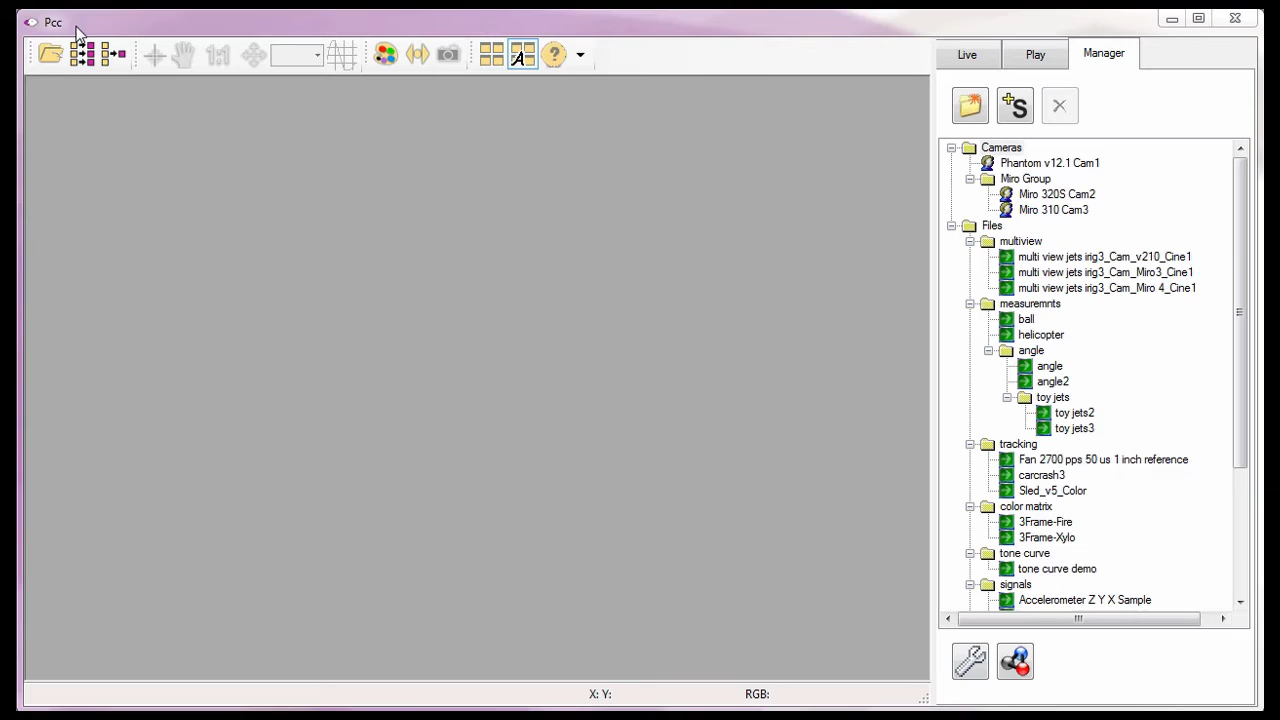 Pcc
1:1
A
Live
Play
Manager
+S
Cameras
Phantom v12.1 Cam1
Miro Group
Miro 320S Cam2
Miro 310 Cam3
Files
multiview
multi view jets irig3_Cam_v210_Cine1
multi view jets irig3_Cam_Miro3_Cine1
multi view jets irig3_Cam_Miro 4_Cine1
measuremnts
ball
helicopter
angle
angle
angle2
toy jets
toy jets2
toy jets3
tracking
Fan 2700 pps 50 us 1 inch reference
carcrash3
Sled_v5_Color
color matrix
3Frame-Fire
3Frame-Xylo
tone curve
tone curve demo
signals
Accelerometer Z Y X Sample
X: Y:
RGB: